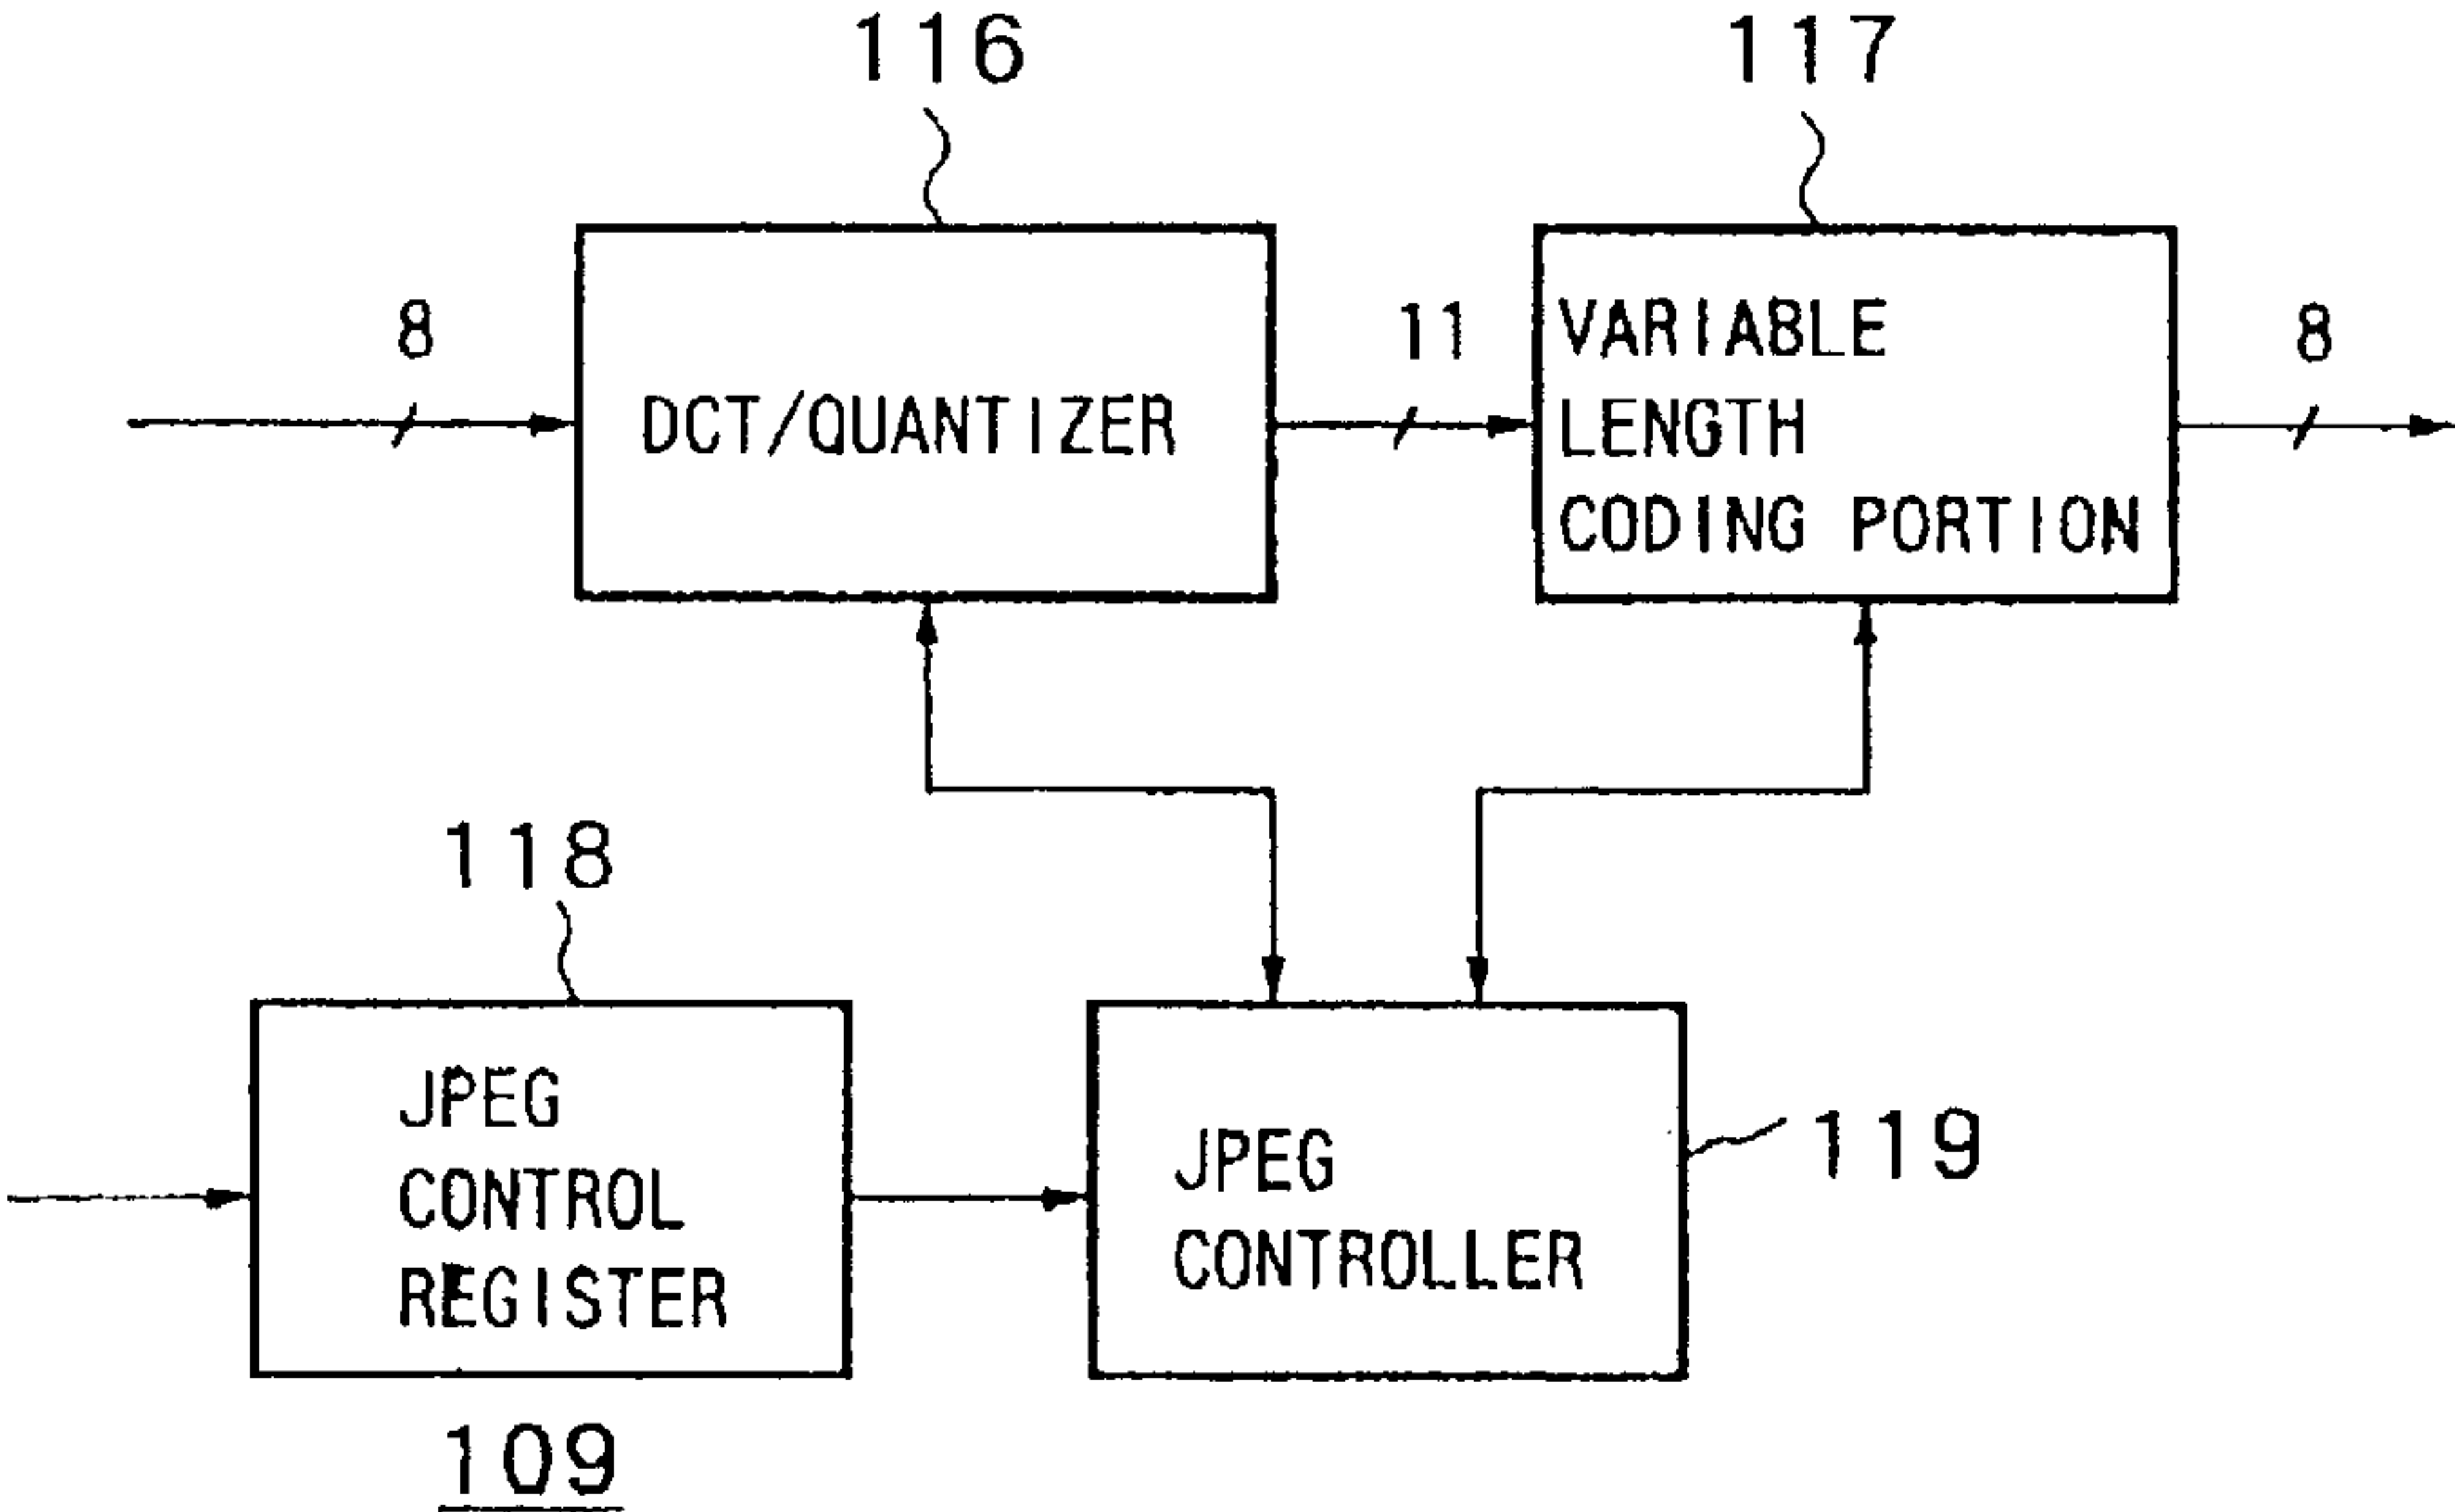 116
117
8
DCT/QUANTIZER
11
VARIABLE
LENGTH
CODING PORTION
8
118
JPEG
CONTROL
REGISTER
JPEG
CONTROLLER
119
109